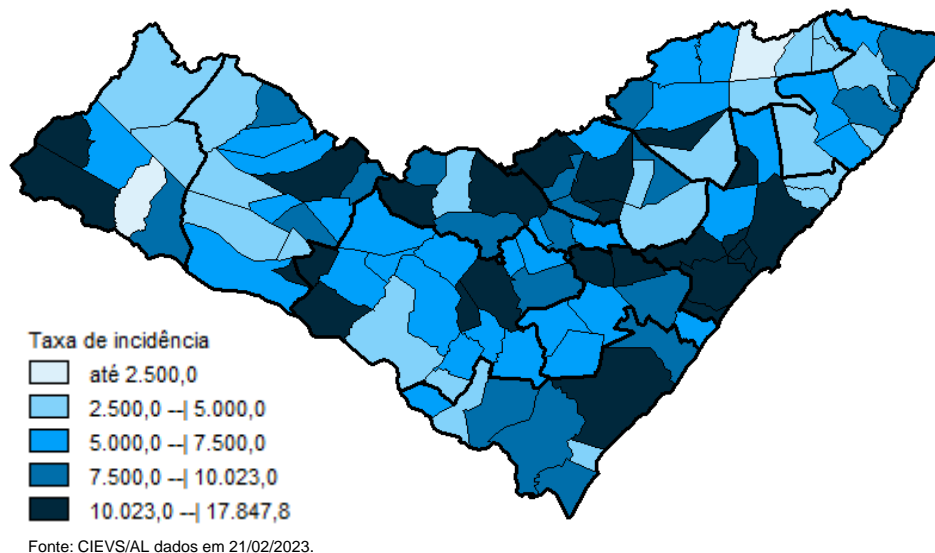 Taxa de incidência
até 2.500,0
2.500,0 --| 5.000,0
5.000,0 --| 7.500,0
7.500,0 --| 10.023,0
10.023,0 --| 17.847,8
Fonte: CIEVS/AL dados em 21/02/2023.